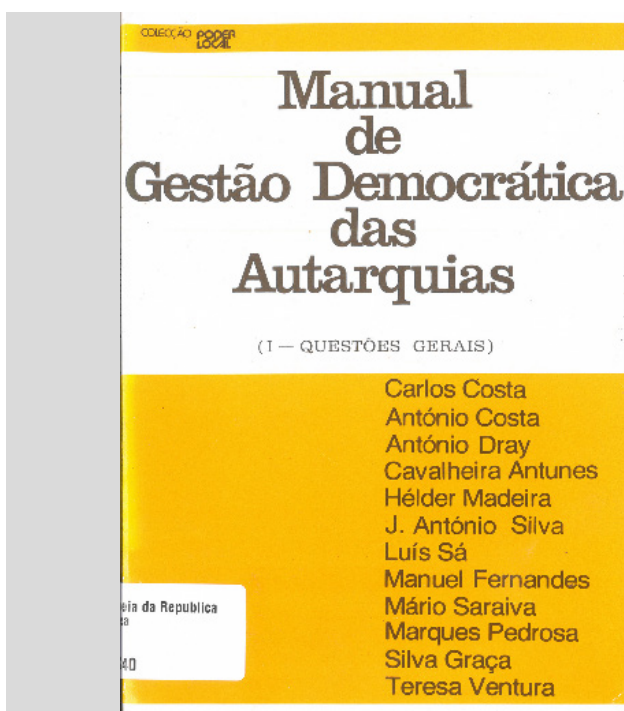 COLECÇÃO PODER
LOCAL
Manual
de
Gestão Democrática
das
Autarquias
(I — QUESTÕES GERAIS)
Carlos Costa
António Costa
António Dray
Cavalheira Antunes
Hélder Madeira
J. António Silva
Luís Sá
Manuel Fernandes
Mário Saraiva
Marques Pedrosa
Silva Graça
Teresa Ventura
eia da Republica
40